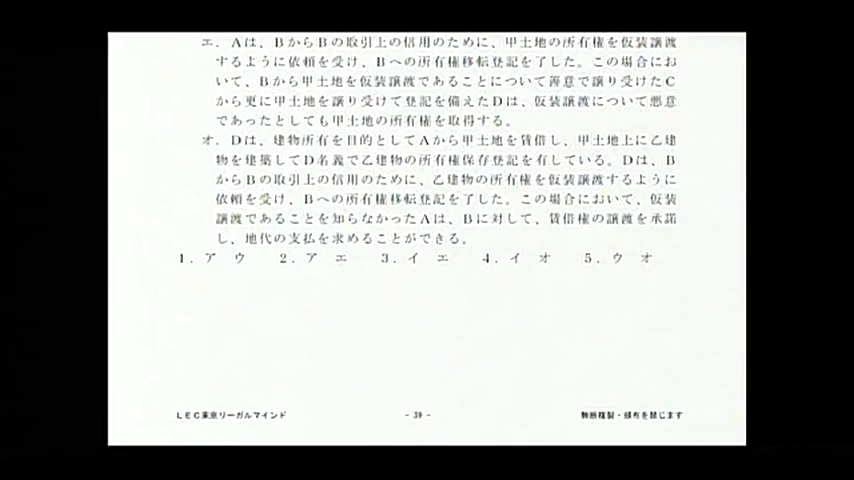 エ．Ａは、ＢからＢの取引上の信用のために、甲土地の所有権を仮装譲渡
するように依頼を受け、Ｂへの所有権移転登記を了した。この場合にお
いて、Ｂから甲土地を仮装譲渡であることについて善意で譲り受けたＣ
から更に甲土地を譲り受けて登記を備えたＤは、仮装譲渡について悪意
であったとしても甲土地の所有権を取得する。
オ．Ｄは、建物所有を目的としてＡから甲土地を賃借し、甲土地上に乙建
物を建築してＤ名義で乙建物の所有権保存登記を有している。Ｄは、Ｂ
からＢの取引上の信用のために、乙建物の所有権を仮装譲渡するように
依頼を受け、Ｂへの所有権移転登記を了した。この場合において、仮装
譲渡であることを知らなかったＡは、Ｂに対して、賃借権の譲渡を承諾
し、地代の支払を求めることができる。
１．ア　ウ　２．ア　エ　３．イ　エ　４．イ　オ　５．ウ　オ
ＬＥＣ東京リーガルマインド　- 39 -　無断複製・頒布を禁じます